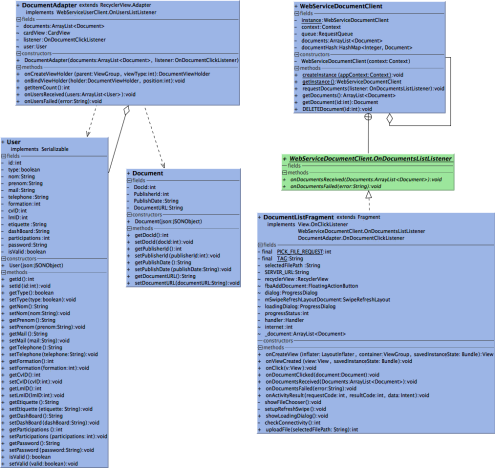 DocumentAdapter extends RecyclerView.Adapter
implements WebServiceUserClient.OnUsersListListener
fields
- documents:ArrayList<Document>
- cardView: CardView
- listener :OnDocumentClickListener
- user: User
constructors
+ DocumentAdapter(documents:ArrayList<Document>, listener: OnDocumentClickListener)
methods
+ onCreateViewHolder (parent: ViewGroup , viewType: int):DocumentViewHolder
+ onBindViewHolder (holder:DocumentViewHolder , position: int):void
+ getItemCount(): int
+ onUsersReceived (users:ArrayList<User>): void
+ onUsersFailed (error: String): void
WebServiceDocumentClient
fields
- instance: WebServiceDocumentClient
- context: Context
- queue: RequestQueue
- documents:ArrayList<Document>
- documentHash: HashMap<Integer, Document>
constructors
- WebServiceDocumentClient (context: Context)
methods
+ createInstance (appContext: Context): void
+ getInstance(): WebServiceDocumentClient
+ requestDocuments (listener: OnDocumentsListListener): void
+ getDocuments(): ArrayList<Document>
+ getDocument(id: int): Document
+ DELETEDocument(id: int):void
+ User
implements Serializable
fields
- id: int
- type: boolean
- nom: String
- prenom: String
- mail: String
- telephone: String
- formation: int
- cvID: int
- lmID: int
- etiquette: String
- dashBoard: String
- participations: int
- password: String
- isValid: boolean
constructors
+ User(json:JSONObject)
methods
+ getId(): int
+ setId (id: int): void
+ getType(): boolean
+ setType (type: boolean): void
+ getNom(): String
+ setNom(nom: String): void
+ getPrenom(): String
+ setPrenom (prenom: String): void
+ getMail (): String
+ setMail (mail: String): void
+ getTelephone(): String
+ setTelephone (telephone: String): void
+ getFormation(): int
+ setFormation (formation: int): void
+ getCvID(): int
+ setCvID (cvID: int): void
+ getLmID(): int
+ setLmID(lmID: int): void
+ getEtiquette (): String
+ setEtiquette (etiquette: String): void
+ getDashBoard(): String
+ setDashBoard (dashBoard: String): void
+ getParticipations (): int
+ setParticipations (participations: int): void
+ getPassword(): String
+ setPassword (password: String): void
+ isValid (): boolean
+ setValid (valid: boolean): void
+ Document
fields
- DocId: int
- PublisherId: int
- PublishDate: String
- DocumentURL: String
constructors
+ Document(json:JSONObject)
methods
+ getDocId(): int
+ setDocId (docId: int): void
+ getPublisherId(): int
+ setPublisherId (publisherId: int): void
+ getPublishDate (): String
+ setPublishDate (publishDate: String): void
+ getDocumentURL(): String
+ setDocumentURL (documentURL: String): void
+ WebServiceDocumentClient.OnDocumentsListListener
fields
methods
+ onDocumentsReceived (Documents:ArrayList<Document>): void
+ onDocumentsFailed (error: String): void
+ DocumentListFragment extends Fragment
implements View.OnClickListener
WebServiceDocumentClient.OnDocumentsListListener
DocumentAdapter.OnDocumentClickListener
fields
- final PICK_FILE_REQUEST: int
- final TAG: String
- selectedFilePath: String
- SERVER_URL: String
- recyclerView : RecyclerView
- fbaAddDocument: FloatingActionButton
- dialog: ProgressDialog
- mSwipeRefreshLayoutDocument: SwipeRefreshLayout
- loadingDialog: ProgressDialog
- progressStatus: int
- handler: Handler
- internet: int
- _document:ArrayList<Document>
constructors
methods
+ onCreateView (inflater: LayoutInflater , container: ViewGroup, savedInstanceState: Bundle): View
+ onViewCreated (view: View , savedInstanceState: Bundle): void
+ onClick(v: View): void
+ onDocumentClicked (document:Document): void
+ onDocumentsReceived (Documents:ArrayList<Document>): void
+ onDocumentsFailed (error: String): void
+ onActivityResult (requestCode: int, resultCode: int, data: Intent): void
- showFileChooser(): void
- setupRefreshSwipe(): void
- showLoadingDialog(): void
- checkConnectivity(): int
+ uploadFile (selectedFilePath: String): int